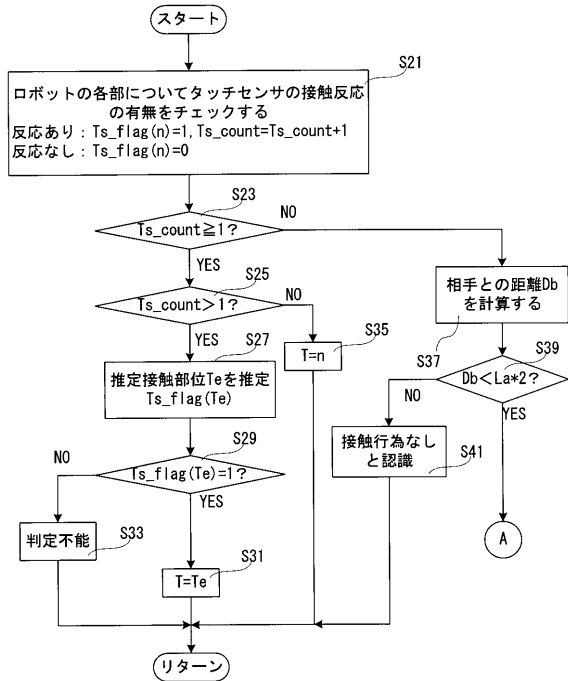 スタート
S21
ロボットの各部についてタッチセンサの接触反応
の有無をチェックする
反応あり：Ts_flag(n)=1, Ts_count=Ts_count+1
反応なし：Ts_flag(n)=0
S23
Ts_count≧1?
NO
YES
S25
Ts_count>1?
NO
YES
相手との距離Db
を計算する
S37
S27
推定接触部位Teを推定
Ts_flag(Te)
S35
T=n
S39
Db<La*2?
NO
YES
S29
Ts_flag(Te)=1?
NO
YES
接触行為なし
と認識
S41
判定不能
S33
S31
T=Te
A
リターン